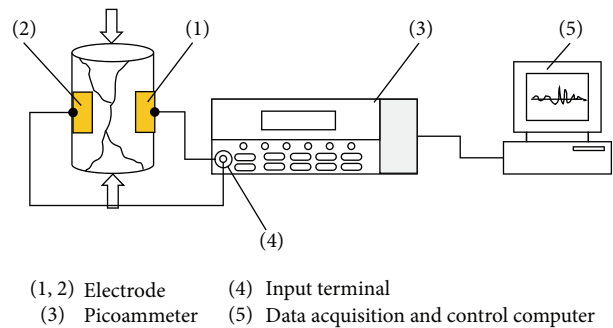 (2)
(1)
(3)
(5)
(4)
(1, 2) Electrode
(3) Picoammeter
(4) Input terminal
(5) Data acquisition and control computer